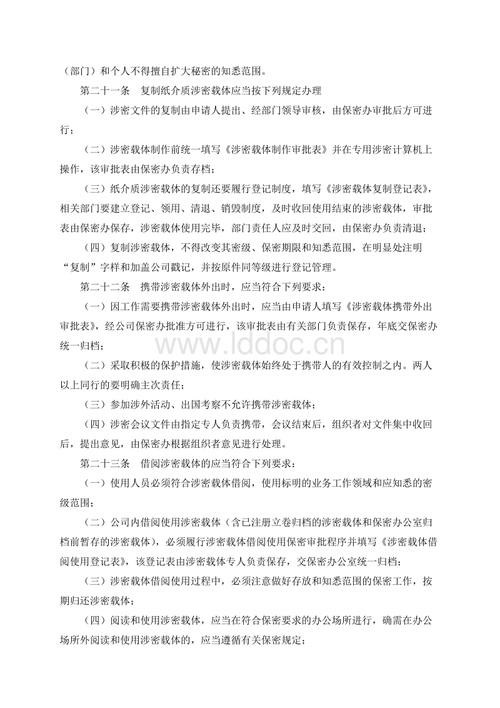 （部门）和个人不得擅自扩大秘密的知悉范围。
第二十一条　复制纸介质涉密载体应当按下列规定办理
（一）涉密文件的复制由申请人提出、经部门领导审核，由保密办审批后方可进
行；
（二）涉密载体制作前统一填写《涉密载体制作审批表》并在专用涉密计算机上
操作，该审批表由保密办负责存档；
（三）纸介质涉密载体的复制还要履行登记制度，填写《涉密载体复制登记表》，
相关部门要建立登记、领用、清退、销毁制度，及时收回使用结束的涉密载体，审批
表由保密办保存，涉密载体使用完毕，部门责任人应及时交回，由保密办负责清退；
（四）复制涉密载体，不得改变其密级、保密期限和知悉范围，在明显处注明
“复制”字样和加盖公司戳记，并按原件同等级进行登记管理。
第二十二条　携带涉密载体外出时，应当符合下列要求：
（一）因工作需要携带涉密载体外出时，应当由申请人填写《涉密载体携带外出
审批表》，经公司保密办批准方可进行，该审批表由有关部门负责保存，年底交保密办
统一归档；
www.lddoc.cn
（二）采取积极的保护措施，使涉密载体始终处于携带人的有效控制之内。两人
以上同行的要明确主次责任；
（三）参加涉外活动、出国考察不允许携带涉密载体；
（四）涉密会议文件由指定专人负责携带，会议结束后，组织者对文件集中收回
后，提出意见，由保密办根据组织者意见进行处理。
第二十三条　借阅涉密载体的应当符合下列要求：
（一）使用人员必须符合涉密载体借阅，使用标明的业务工作领域和应知悉的密
级范围；
（二）公司内借阅使用涉密载体（含已注册立卷归档的涉密载体和保密办公室归
档前暂存的涉密载体），必须履行涉密载体借阅使用保密审批程序并填写《涉密载体借
阅使用登记表》，该登记表由涉密载体专人负责保存，交保密办公室统一归档；
（三）涉密载体借阅使用过程中，必须注意做好存放和知悉范围的保密工作，按
期归还涉密载体；
（四）阅读和使用涉密载体，应当在符合保密要求的办公场所进行，确需在办公
场所外阅读和使用涉密载体的，应当遵循有关保密规定；